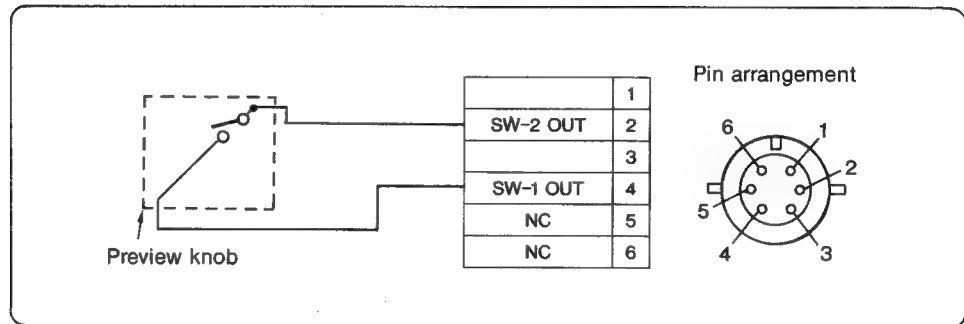 Preview knob
1
SW-2 OUT 2
3
SW-1 OUT 4
NC 5
NC 6
Pin arrangement
6 1
5 2
4 3